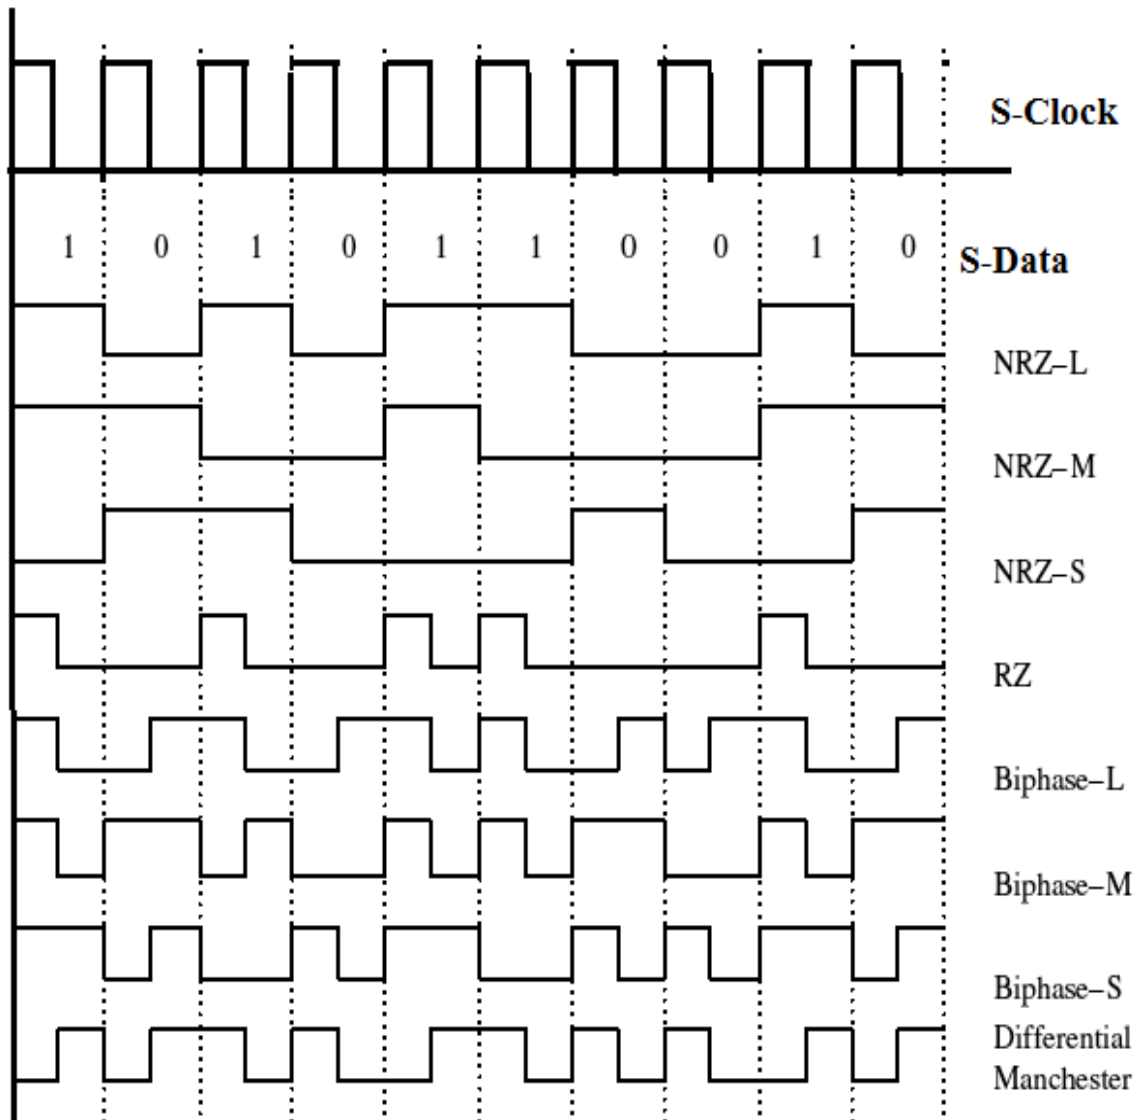 S-Clock
1 0 1 0 1 1 0 0 1 0
S-Data
NRZ–L
NRZ–M
NRZ–S
RZ
Biphase–L
Biphase–M
Biphase–S
Differential
Manchester